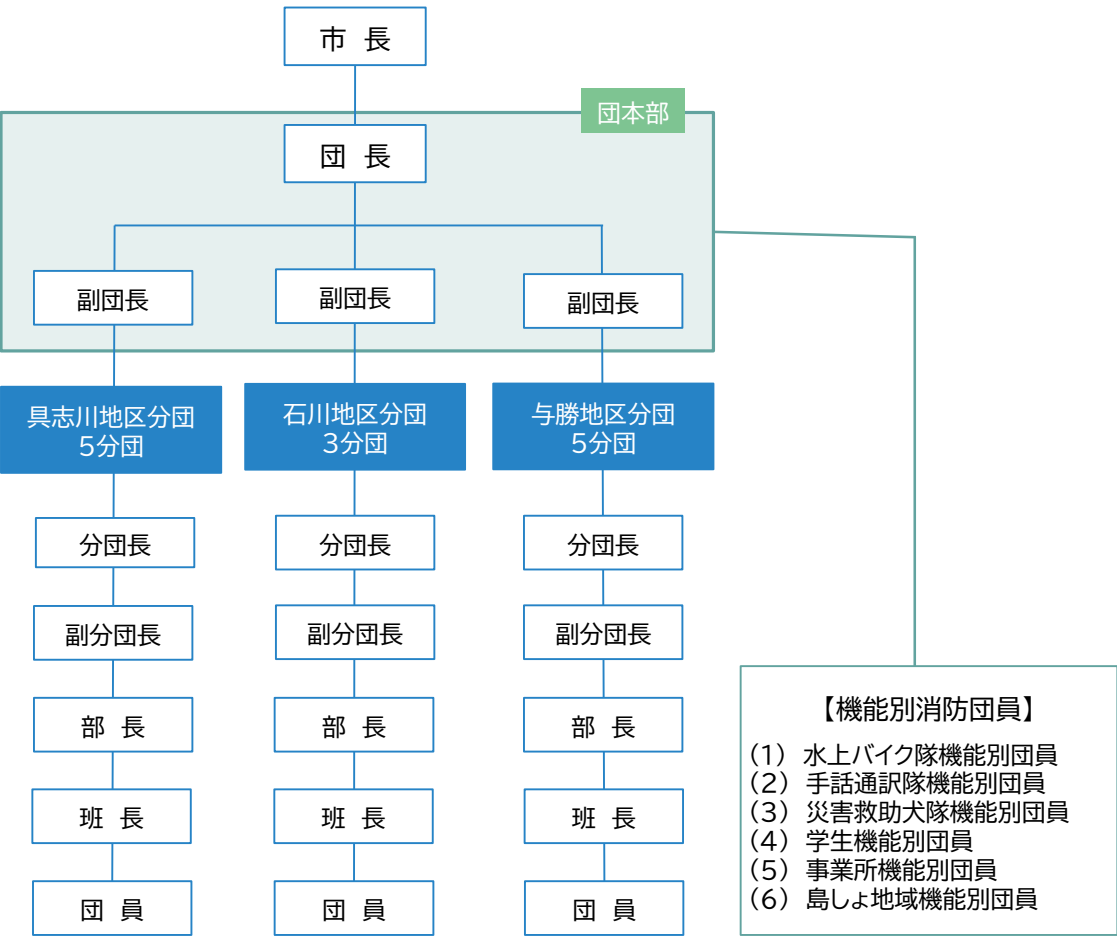 市 長
団本部
団 長
副団長
副団長
副団長
具志川地区分団
5分団
石川地区分団
3分団
与勝地区分団
5分団
分団長
分団長
分団長
副分団長
副分団長
副分団長
部 長
部 長
部 長
班 長
班 長
班 長
団 員
団 員
団 員
【機能別消防団員】
(1) 水上バイク隊機能別団員
(2) 手話通訳隊機能別団員
(3) 災害救助犬隊機能別団員
(4) 学生機能別団員
(5) 事業所機能別団員
(6) 島しょ地域機能別団員